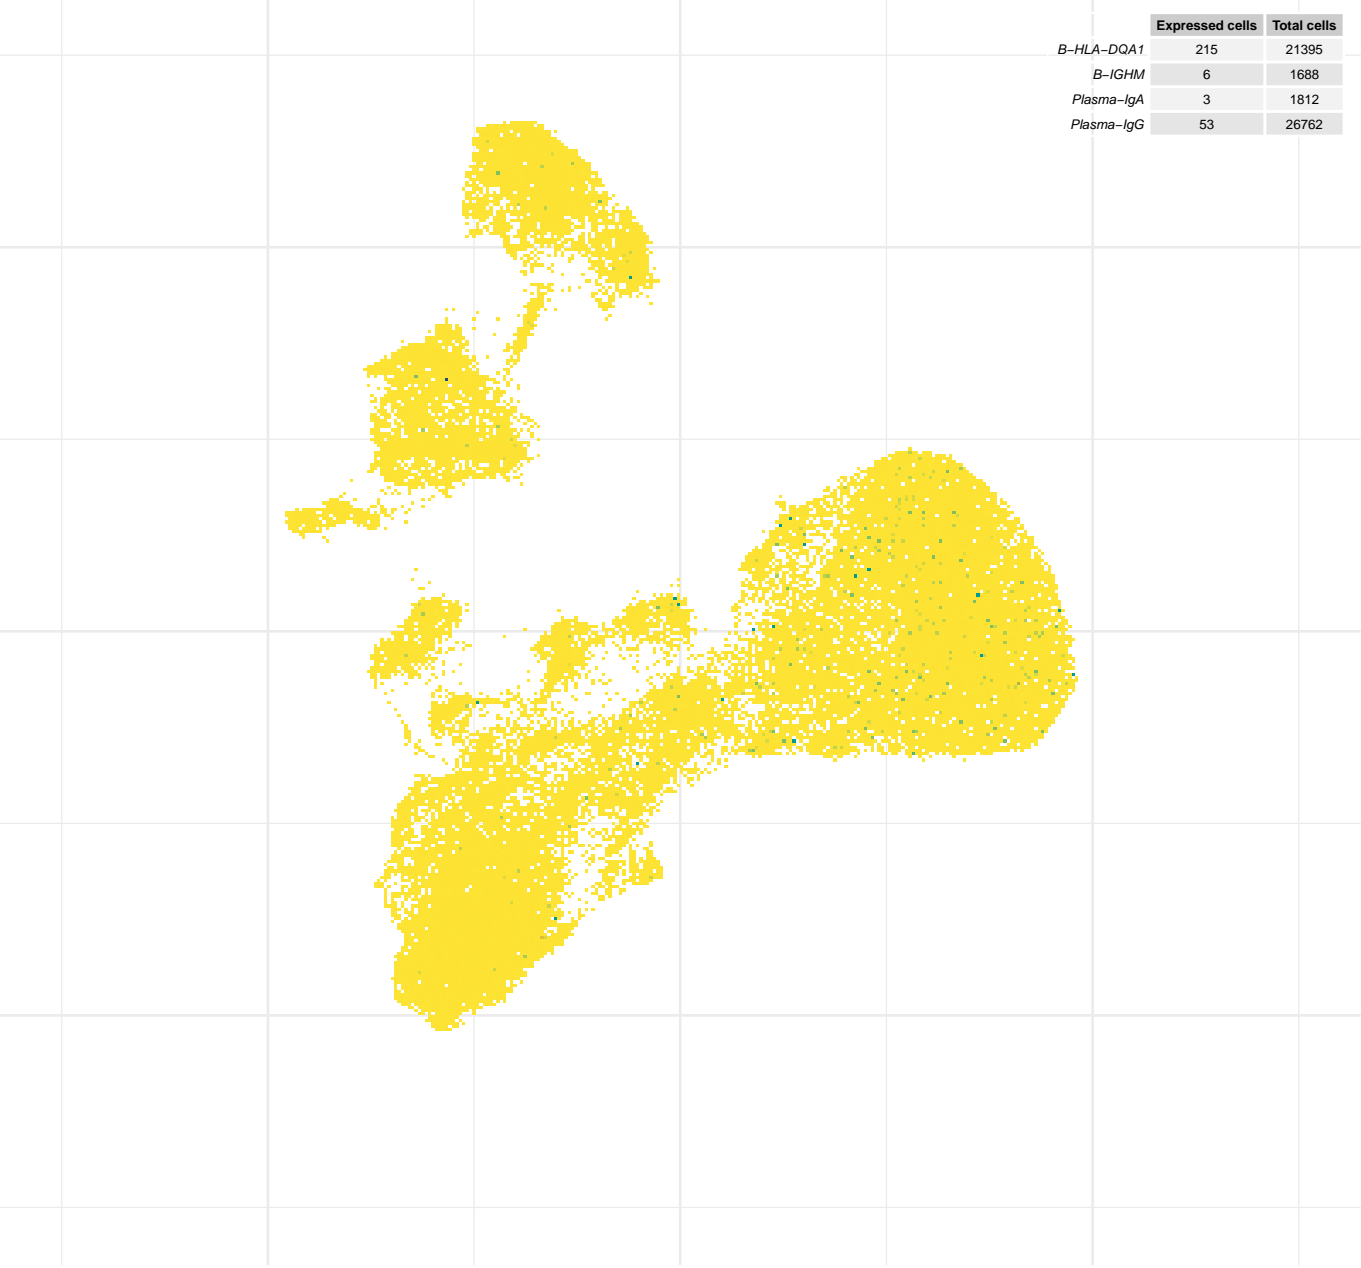 Expressed cells Total cells
B−HLA−DQA1 215 21395
B−IGHM 6 1688
Plasma−IgA 3 1812
Plasma−IgG 53 26762